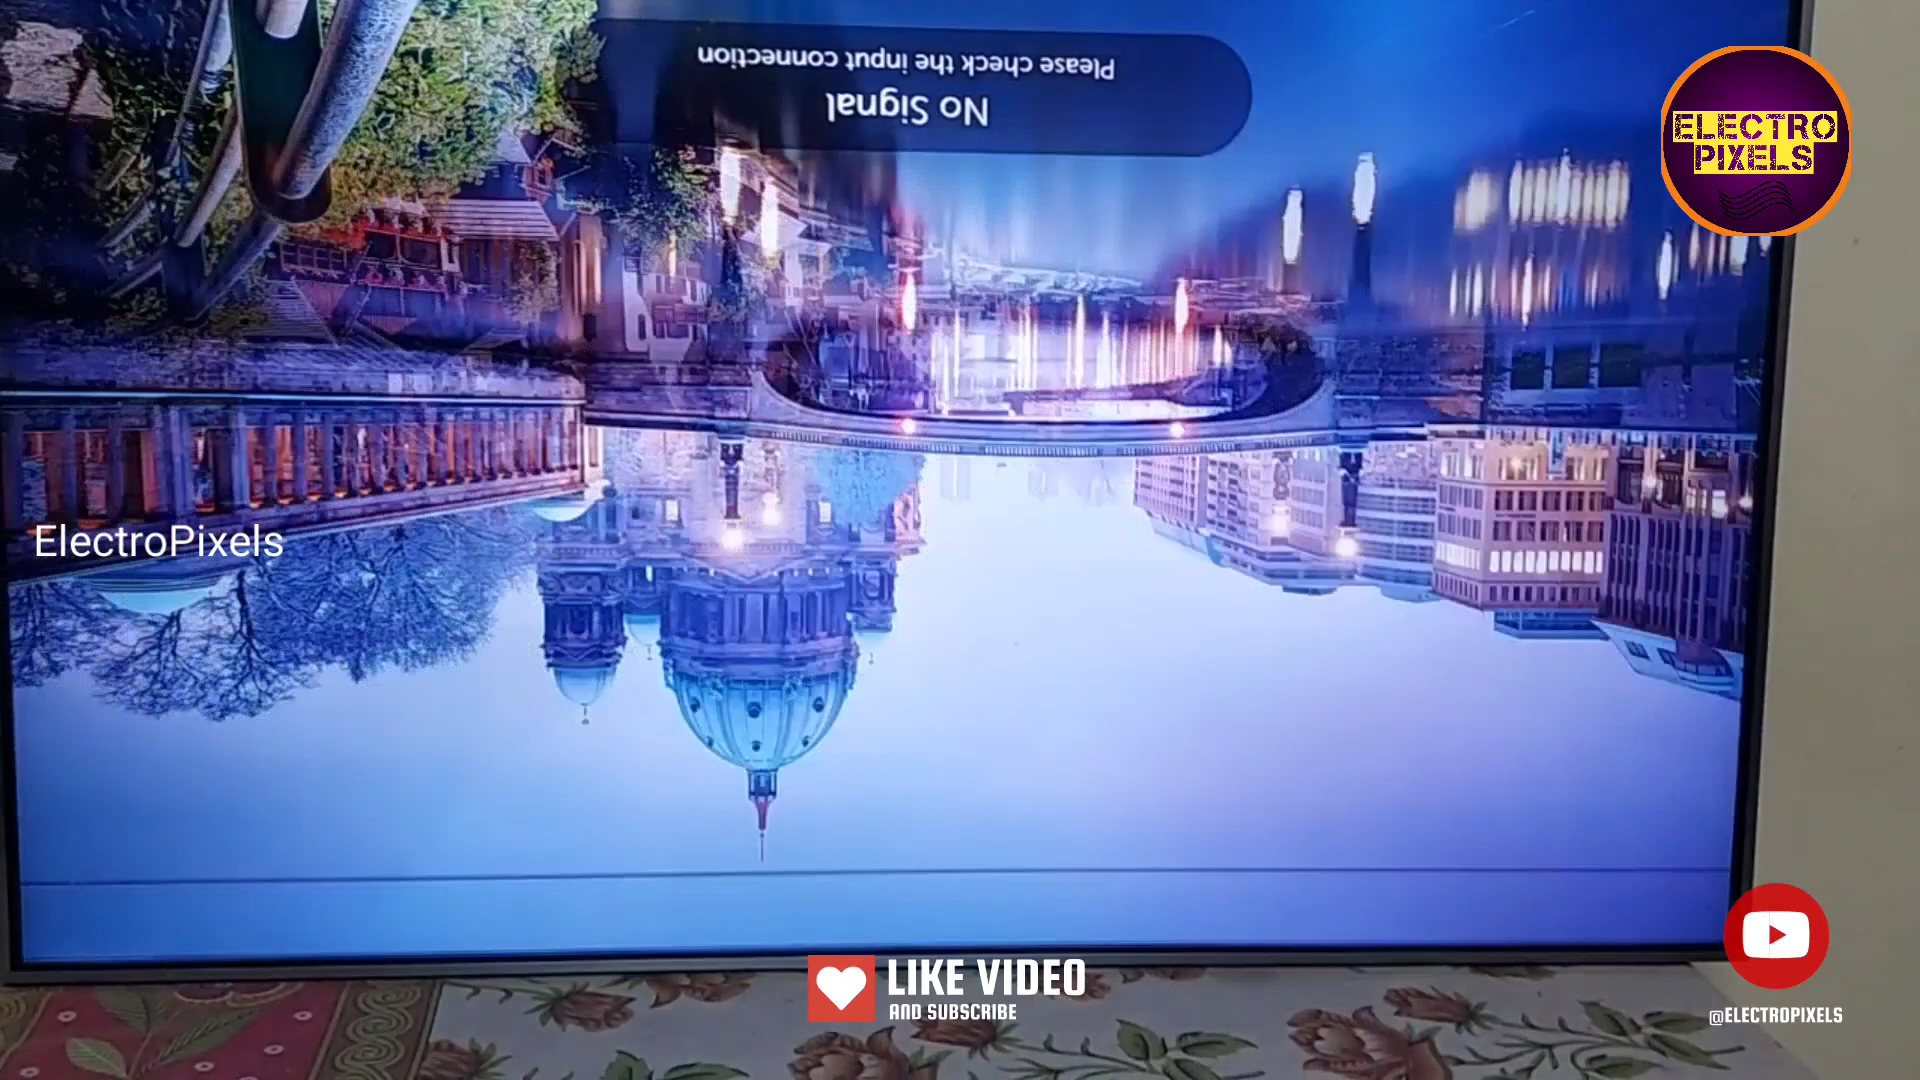 No Signal
Please check the input connection
ELECTRO
PIXELS
ElectroPixels
LIKE VIDEO
AND SUBSCRIBE
@ELECTROPIXELS